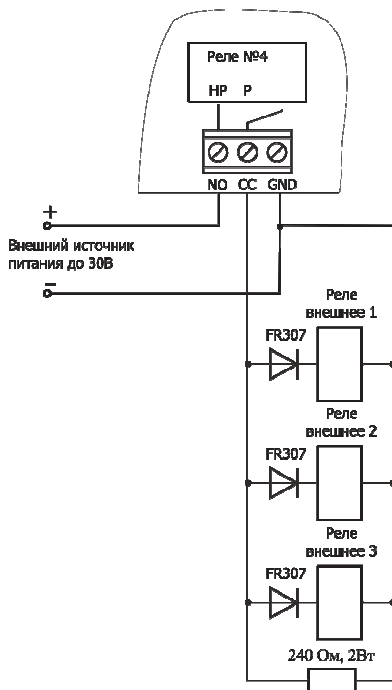 Реле №4
НР Р
NO CC GND
+
Внешний источник
питания до 30В
−
Реле
внешнее 1
FR307
Реле
внешнее 2
FR307
Реле
внешнее 3
FR307
240 Ом, 2Вт